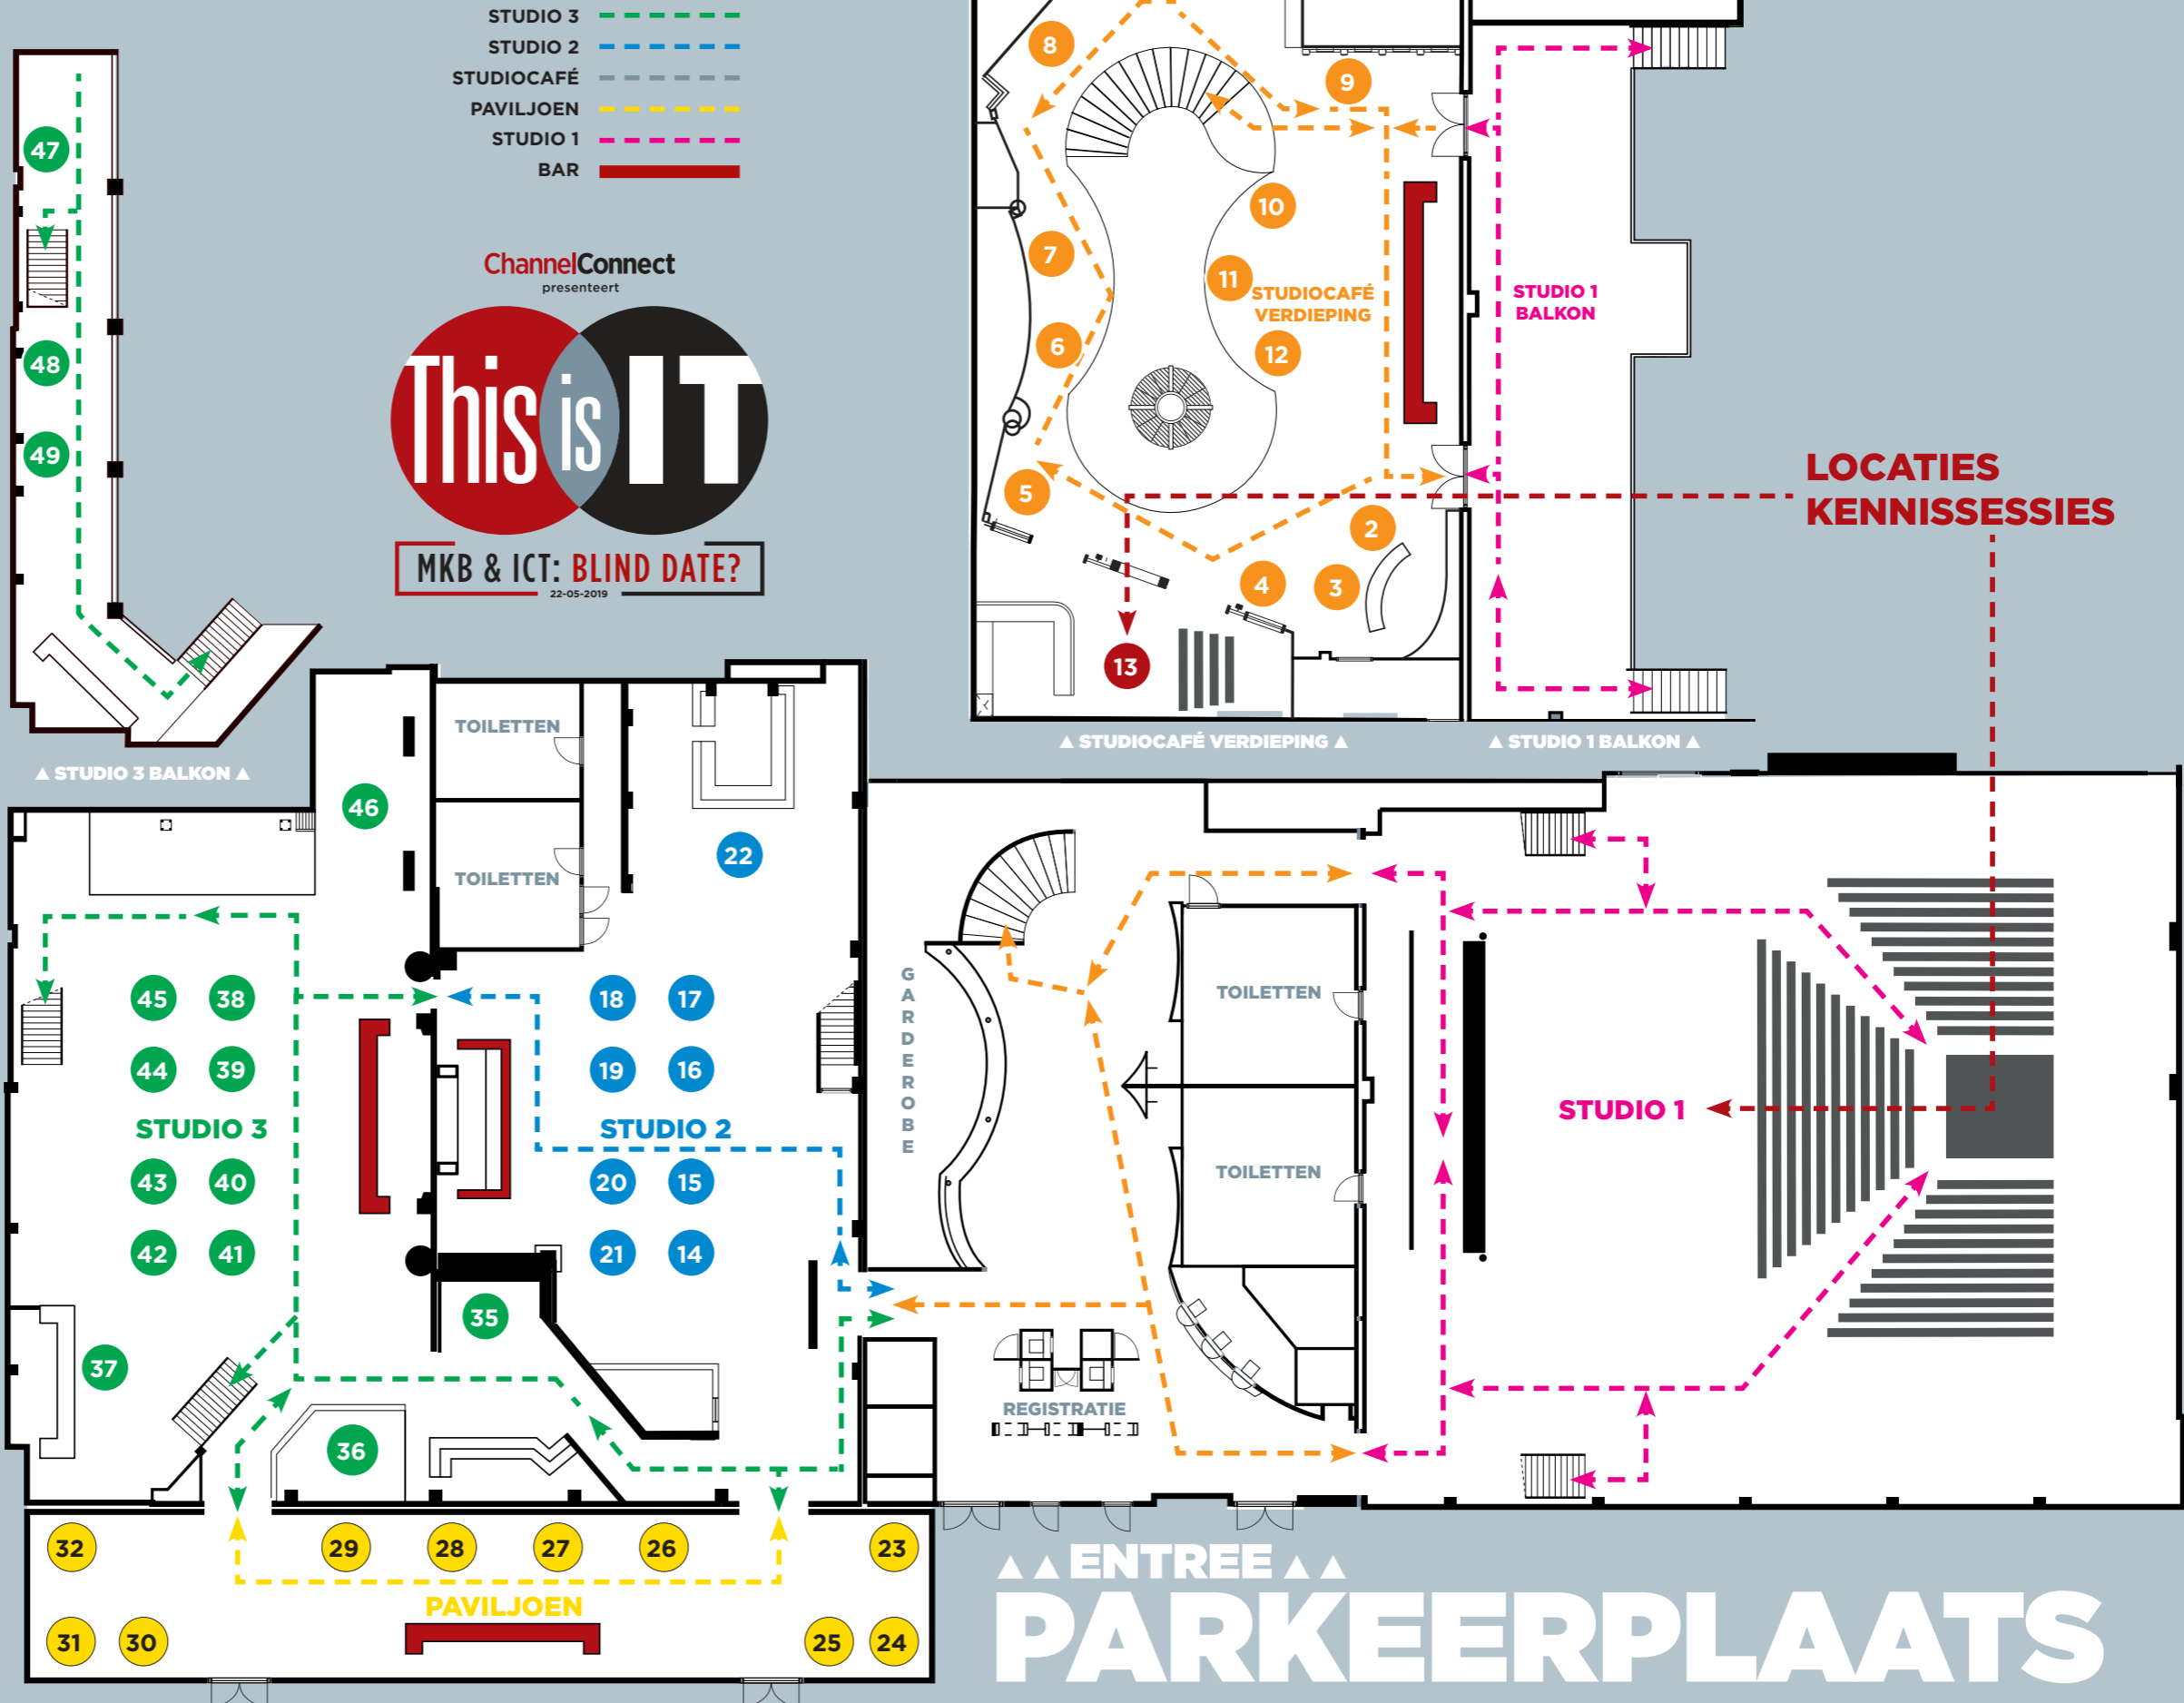 STUDIO 3
STUDIO 2
STUDIOCAFÉ
PAVILJOEN
STUDIO 1
BAR
ChannelConnect
presenteert
This is IT
MKB & ICT: BLIND DATE?
22-05-2019
47
48
49
▲ STUDIO 3 BALKON ▲
8
9
10
7
11
STUDIOCAFÉ
VERDIEPING
6
12
5
2
4
3
13
STUDIO 1
BALKON
LOCATIES
KENNISSESSIES
▲ STUDIOCAFÉ VERDIEPING ▲
▲ STUDIO 1 BALKON ▲
46
TOILETTEN
TOILETTEN
22
45
38
44
39
STUDIO 3
43
40
42
41
37
35
36
18
17
19
16
STUDIO 2
20
15
21
14
GARDEROBE
TOILETTEN
TOILETTEN
REGISTRATIE
STUDIO 1
32
29
28
27
26
23
PAVILJOEN
31
30
25
24
▲ ▲ ENTREE ▲ ▲
PARKEERPLAATS